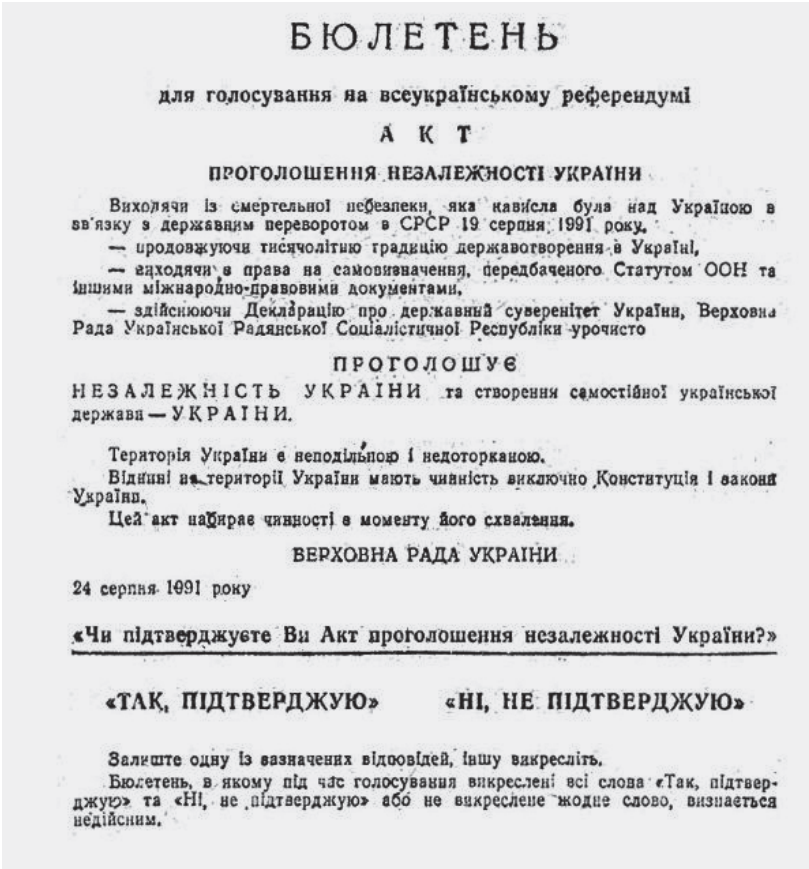 БЮЛЕТЕНЬ
для голосування на всеукраїнському референдумі
АКТ
ПРОГОЛОШЕННЯ НЕЗАЛЕЖНОСТІ УКРАЇНИ
Виходячи із смертельної небезпеки, яка нависла була над Україною в
зв'язку з державним переворотом в СРСР 19 серпня 1991 року,
— продовжуючи тисячолітню традицію державотворення в Україні,
— виходячи з права на самовизначення, передбаченого Статутом ООН та
іншими міжнародно-правовими документами,
— здійснюючи Декларацію про державний суверенітет України, Верховна
Рада Української Радянської Соціалістичної Республіки урочисто
ПРОГОЛОШУЄ
НЕЗАЛЕЖНІСТЬ УКРАЇНИ та створення самостійної української
держави — УКРАЇНИ.
Територія України є неподільною і недоторканою.
Віднині на території України мають чинність виключно Конституція і закони
України.
Цей акт набирає чинності з моменту його схвалення.
ВЕРХОВНА РАДА УКРАЇНИ
24 серпня 1991 року
«Чи підтверджуєте Ви Акт проголошення незалежності України?»
«ТАК, ПІДТВЕРДЖУЮ» «НІ, НЕ ПІДТВЕРДЖУЮ»
Залиште одну із зазначених відповідей, іншу викресліть.
Бюлетень, в якому під час голосування викреслені всі слова «Так, підтвер-
джую» та «Ні, не підтверджую» або не викреслене жодне слово, визнається
недійсним.